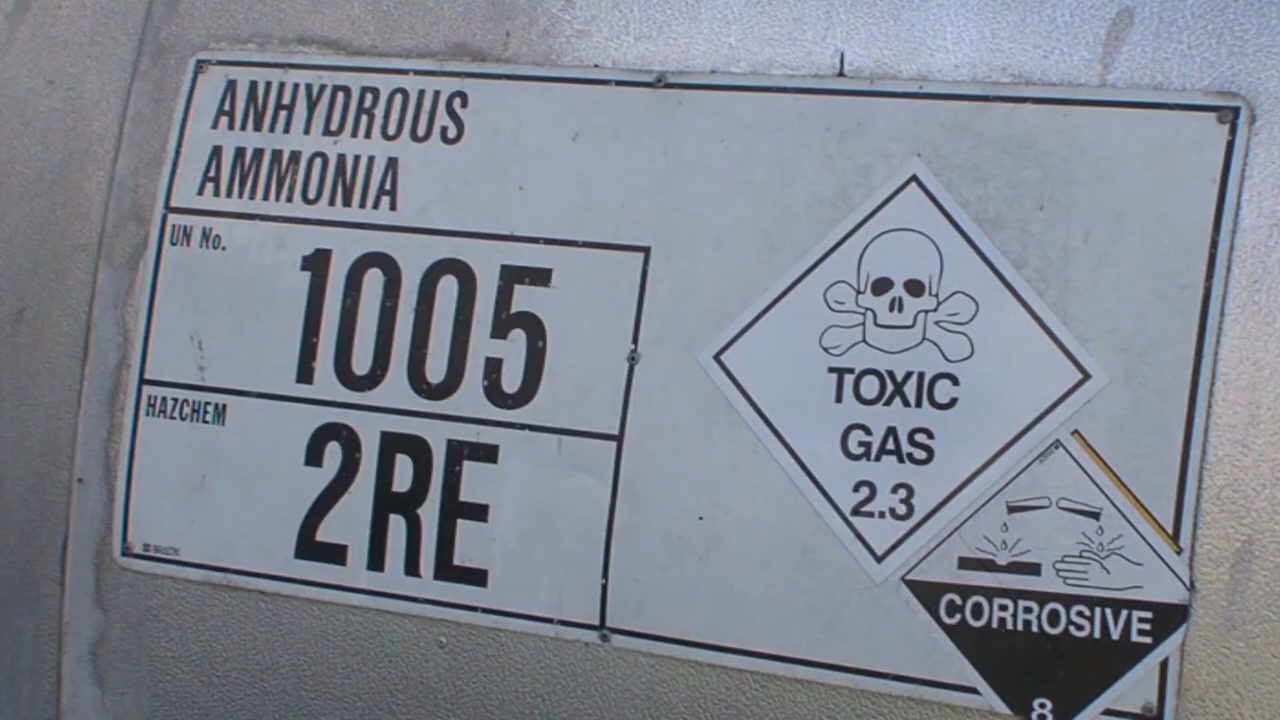 ANHYDROUS
AMMONIA
UN No.
1005
HAZCHEM
2RE
TOXIC
GAS
2.3
CORROSIVE
8